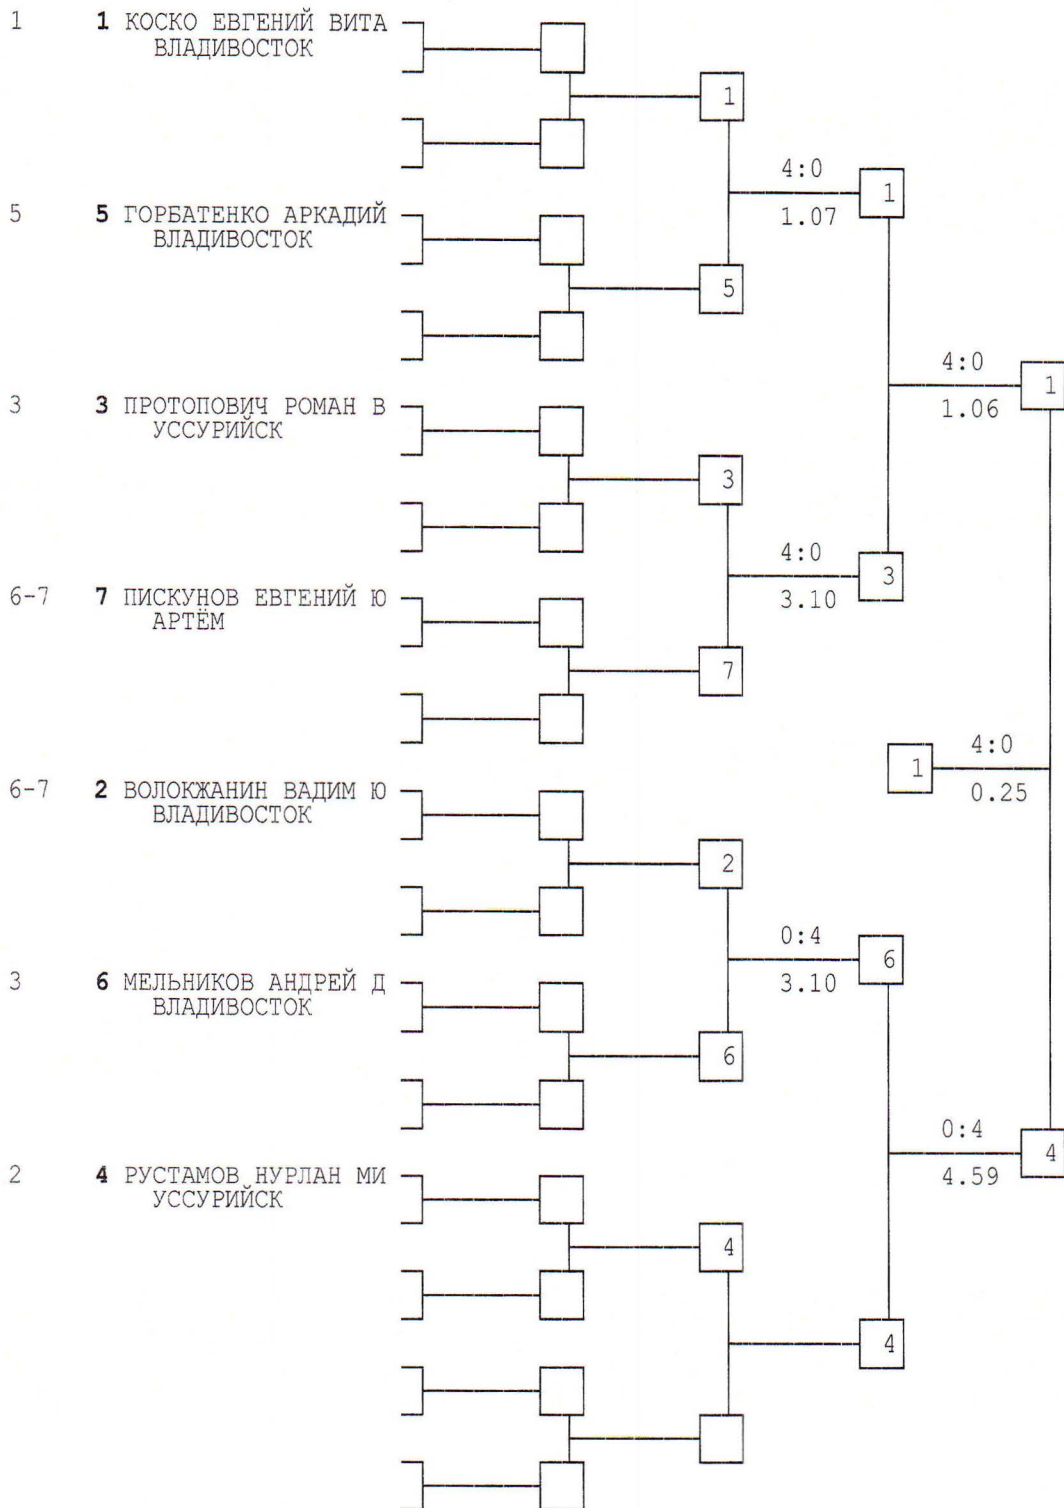 1 1 КОСКО ЕВГЕНИЙ ВИТА
ВЛАДИВОСТОК
1
4:0
1
1.07
5 5 ГОРБАТЕНКО АРКАДИЙ
ВЛАДИВОСТОК
5
4:0
1
1.06
3 3 ПРОТОПОВИЧ РОМАН В
УССУРИЙСК
3
4:0
3
3.10
6-7 7 ПИСКУНОВ ЕВГЕНИЙ Ю
АРТЁМ
7
4:0
1
0.25
6-7 2 ВОЛОКЖАНИН ВАДИМ Ю
ВЛАДИВОСТОК
2
0:4
6
3.10
3 6 МЕЛЬНИКОВ АНДРЕЙ Д
ВЛАДИВОСТОК
6
0:4
4
4.59
2 4 РУСТАМОВ НУРЛАН МИ
УССУРИЙСК
4
4